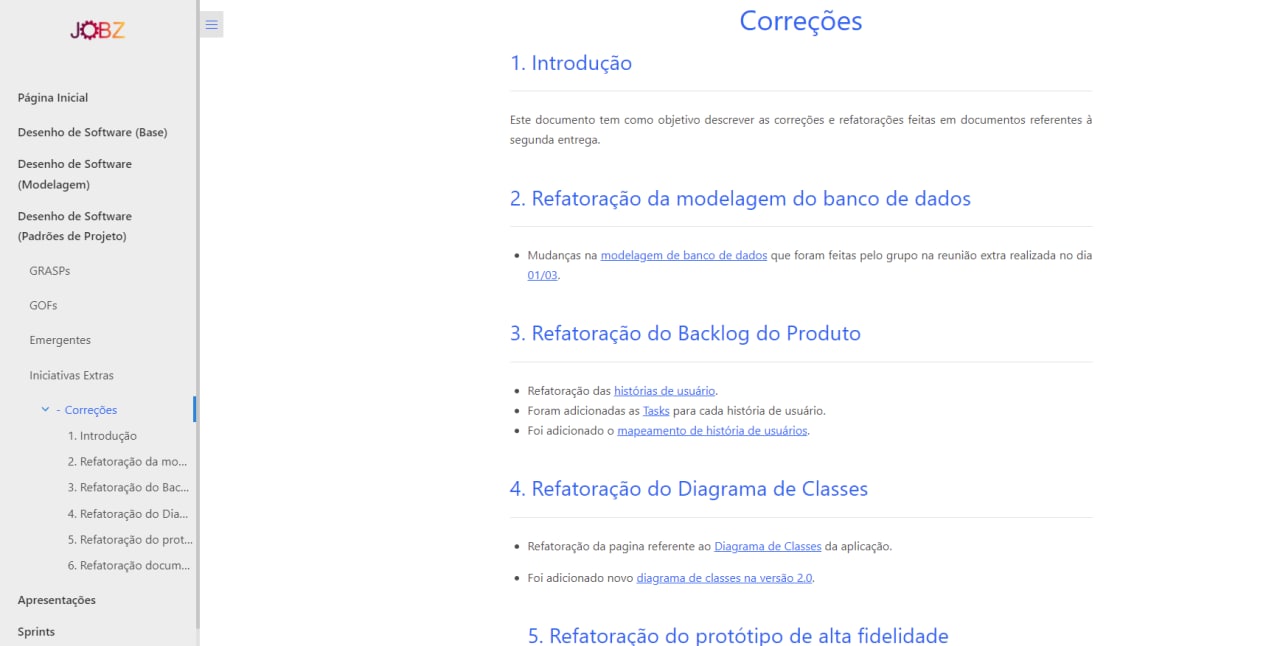 JOBZ
Página Inicial
Desenho de Software (Base)
Desenho de Software
(Modelagem)
Desenho de Software
(Padrões de Projeto)
GRASPs
GOFs
Emergentes
Iniciativas Extras
- Correções
1. Introdução
2. Refatoração da mo...
3. Refatoração do Bac...
4. Refatoração do Dia...
5. Refatoração do prot...
6. Refatoração docum...
Apresentações
Sprints
Correções
1. Introdução
Este documento tem como objetivo descrever as correções e refatorações feitas em documentos referentes à
segunda entrega.
2. Refatoração da modelagem do banco de dados
• Mudanças na modelagem de banco de dados que foram feitas pelo grupo na reunião extra realizada no dia
01/03.
3. Refatoração do Backlog do Produto
• Refatoração das histórias de usuário.
• Foram adicionadas as Tasks para cada história de usuário.
• Foi adicionado o mapeamento de história de usuários.
4. Refatoração do Diagrama de Classes
• Refatoração da pagina referente ao Diagrama de Classes da aplicação.
• Foi adicionado novo diagrama de classes na versão 2.0.
5. Refatoração do protótipo de alta fidelidade